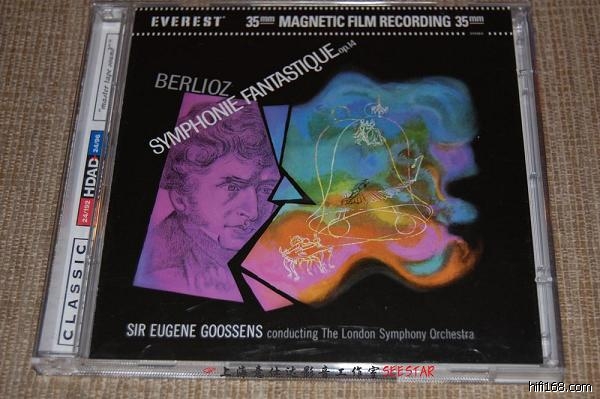 EVEREST 35mm MAGNETIC FILM RECORDING 35mm
STEREO
BERLIOZ
SYMPHONIE FANTASTIQUE op.14
SIR EUGENE GOOSSENS conducting The London Symphony Orchestra
"master tape sound"
24/192 HDAD 24/96
CLASSIC
SEESTAR
hifi168.com